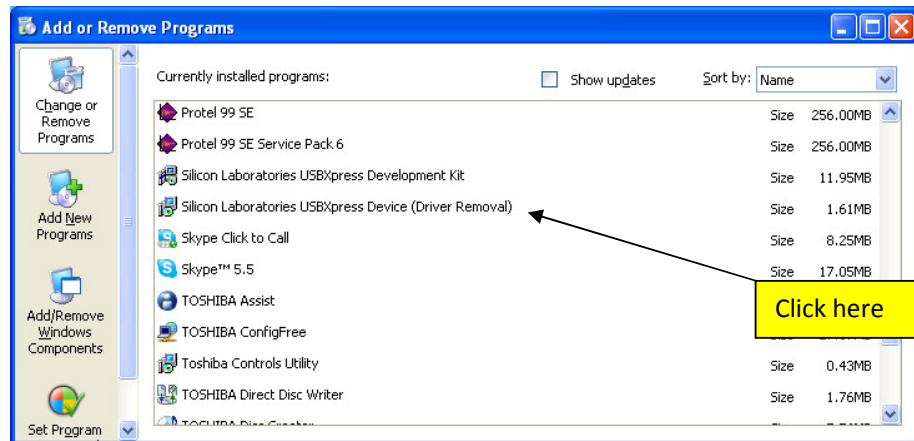 Add or Remove Programs
Change or
Remove
Programs
Add New
Programs
Add/Remove
Windows
Components
Set Program
Currently installed programs:
Show updates
Sort by: Name
Protel 99 SE Size 256.00MB
Protel 99 SE Service Pack 6 Size 256.00MB
Silicon Laboratories USBXpress Development Kit Size 11.95MB
Silicon Laboratories USBXpress Device (Driver Removal) Size 1.61MB
Skype Click to Call Size 8.25MB
Skype™ 5.5 Size 17.05MB
TOSHIBA Assist
Click here
TOSHIBA ConfigFree
Toshiba Controls Utility Size 0.43MB
TOSHIBA Direct Disc Writer Size 1.76MB
TOSHIBA Disc Creator